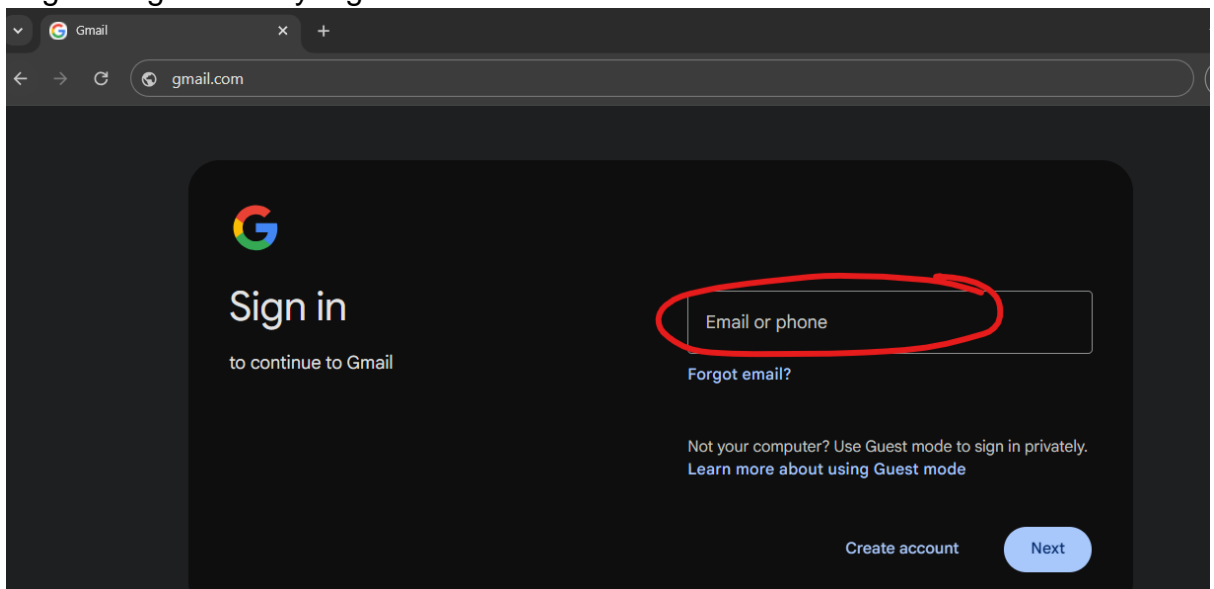 Gmail
gmail.com
Sign in
to continue to Gmail
Email or phone
Forgot email?
Not your computer? Use Guest mode to sign in privately.
Learn more about using Guest mode
Create account
Next